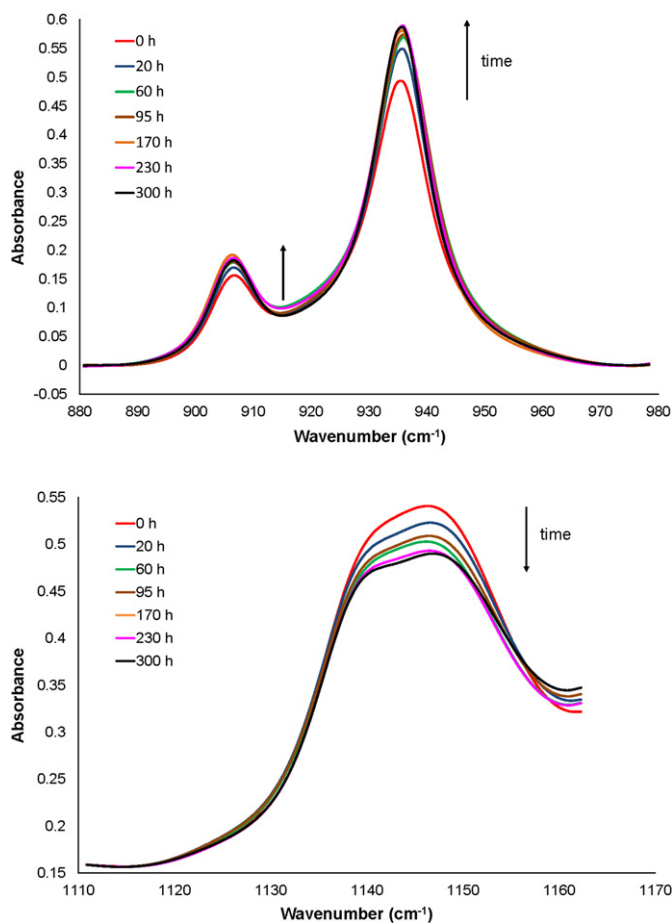 0.6
0.55
0.5
0.45
0.4
0.35
0.3
0.25
0.2
0.15
0.1
0.05
0
-0.05
Absorbance
0 h
20 h
60 h
95 h
170 h
230 h
300 h
time
880 890 900 910 920 930 940 950 960 970 980
Wavenumber (cm⁻¹)
0.55
0.5
0.45
0.4
0.35
0.3
0.25
0.2
0.15
Absorbance
0 h
20 h
60 h
95 h
170 h
230 h
300 h
time
1110 1120 1130 1140 1150 1160 1170
Wavenumber (cm⁻¹)